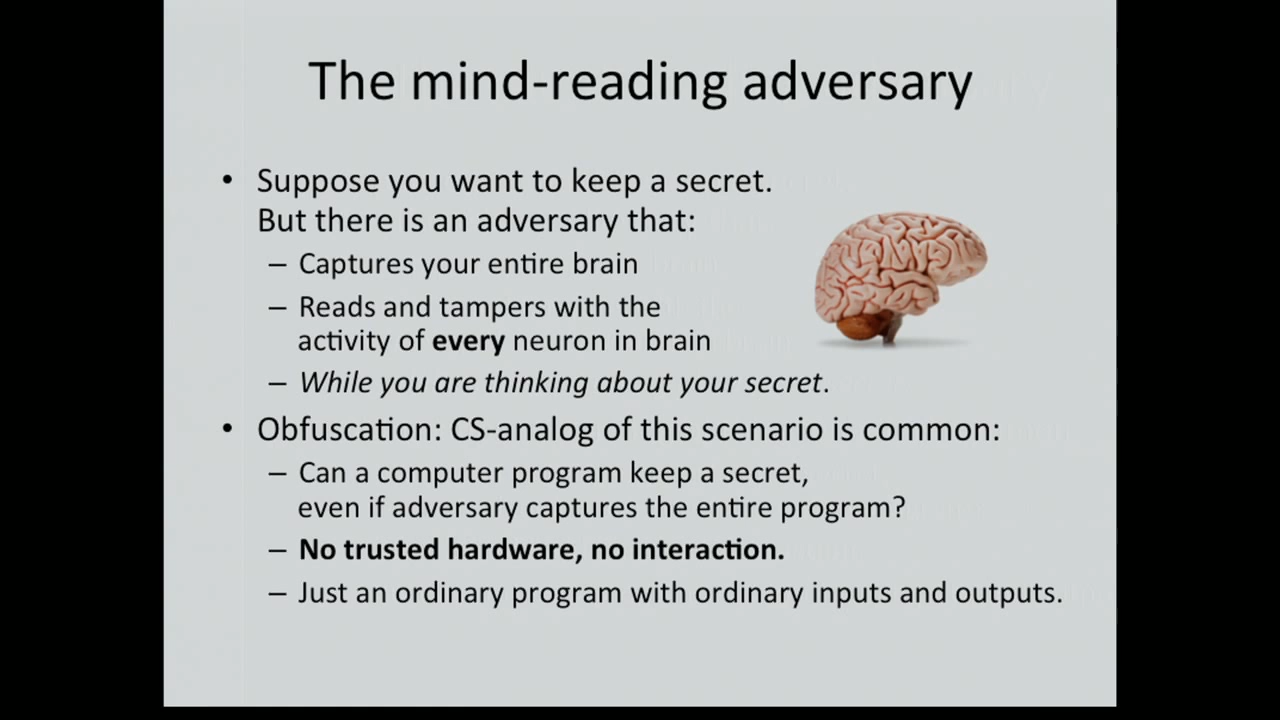 The mind-reading adversary
• Suppose you want to keep a secret.
But there is an adversary that:
– Captures your entire brain
– Reads and tampers with the
activity of every neuron in brain
– While you are thinking about your secret.
• Obfuscation: CS-analog of this scenario is common:
– Can a computer program keep a secret,
even if adversary captures the entire program?
– No trusted hardware, no interaction.
– Just an ordinary program with ordinary inputs and outputs.